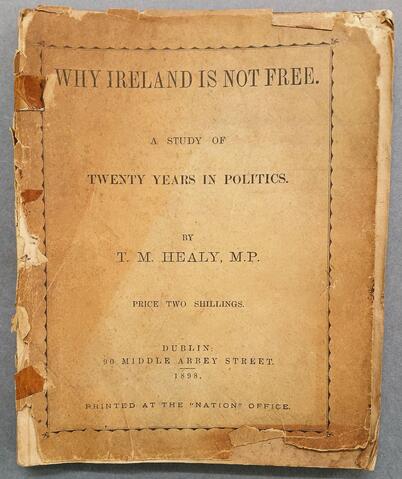 WHY IRELAND IS NOT FREE.
A STUDY OF
TWENTY YEARS IN POLITICS.
BY
T. M. HEALY, M.P.
PRICE TWO SHILLINGS.
DUBLIN:
90 MIDDLE ABBEY STREET.
1898.
PRINTED AT THE "NATION" OFFICE.